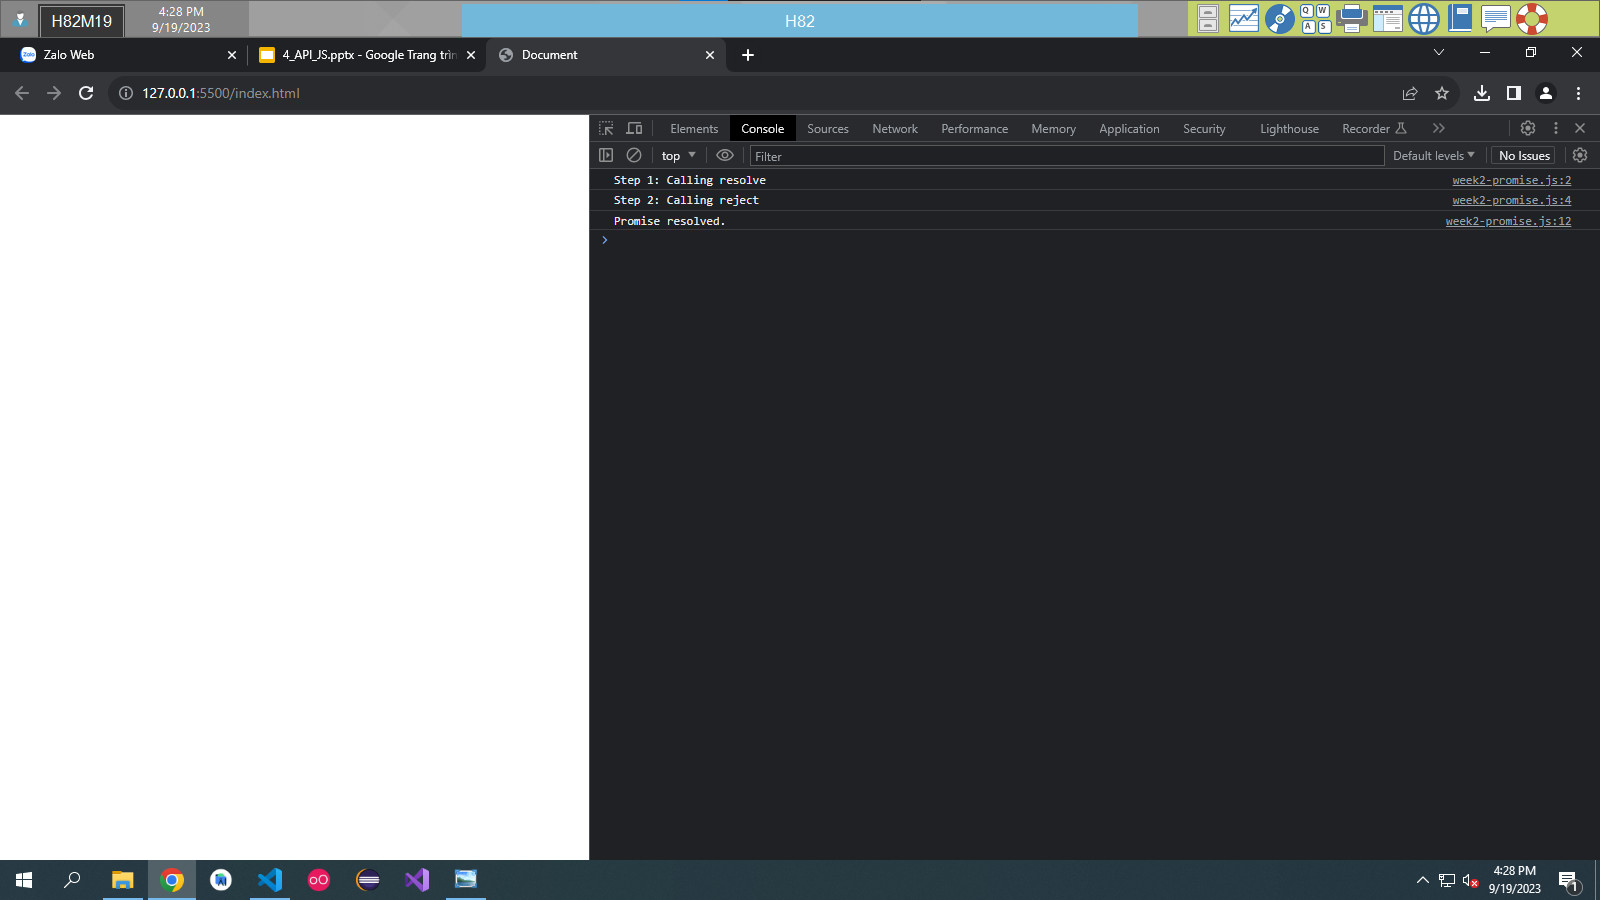 H82M19
4:28 PM
9/19/2023
H82
Q W
A S
Zalo Web
4_API_JS.pptx - Google Trang trìn
Document
127.0.0.1:5500/index.html
Elements
Console
Sources
Network
Performance
Memory
Application
Security
Lighthouse
Recorder
top
Filter
Default levels
No Issues
Step 1: Calling resolve
week2-promise.js:2
Step 2: Calling reject
week2-promise.js:4
Promise resolved.
week2-promise.js:12
4:28 PM
9/19/2023
1